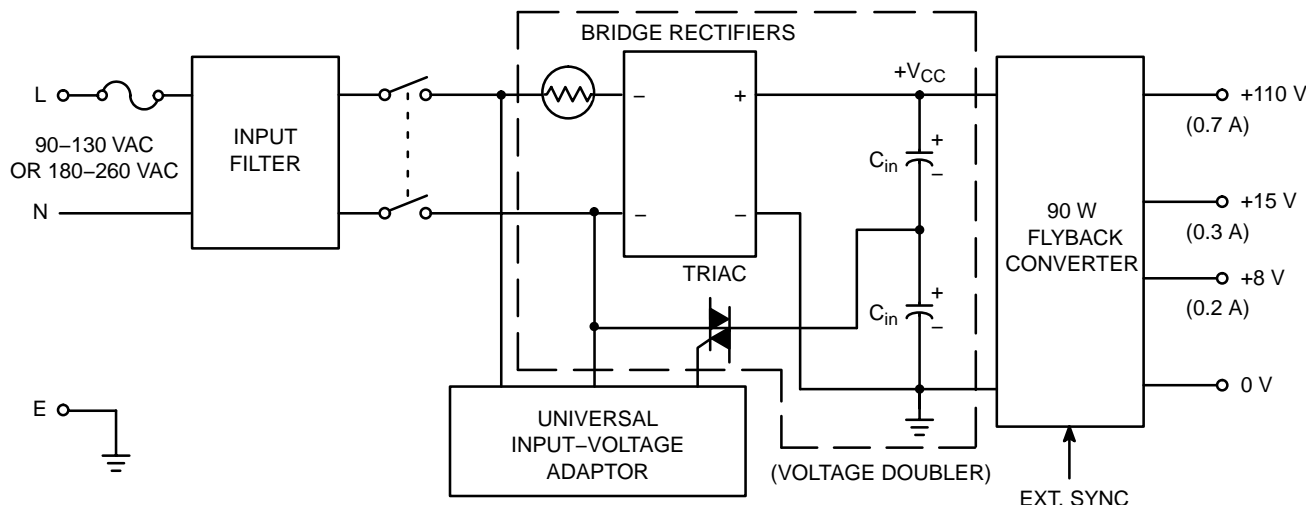 BRIDGE RECTIFIERS
L
90–130 VAC
OR 180–260 VAC
N
E
INPUT
FILTER
–
+
–
–
TRIAC
+VCC
Cin
+
–
Cin
+
–
UNIVERSAL
INPUT–VOLTAGE
ADAPTOR
(VOLTAGE DOUBLER)
90 W
FLYBACK
CONVERTER
EXT. SYNC
+110 V
(0.7 A)
+15 V
(0.3 A)
+8 V
(0.2 A)
0 V